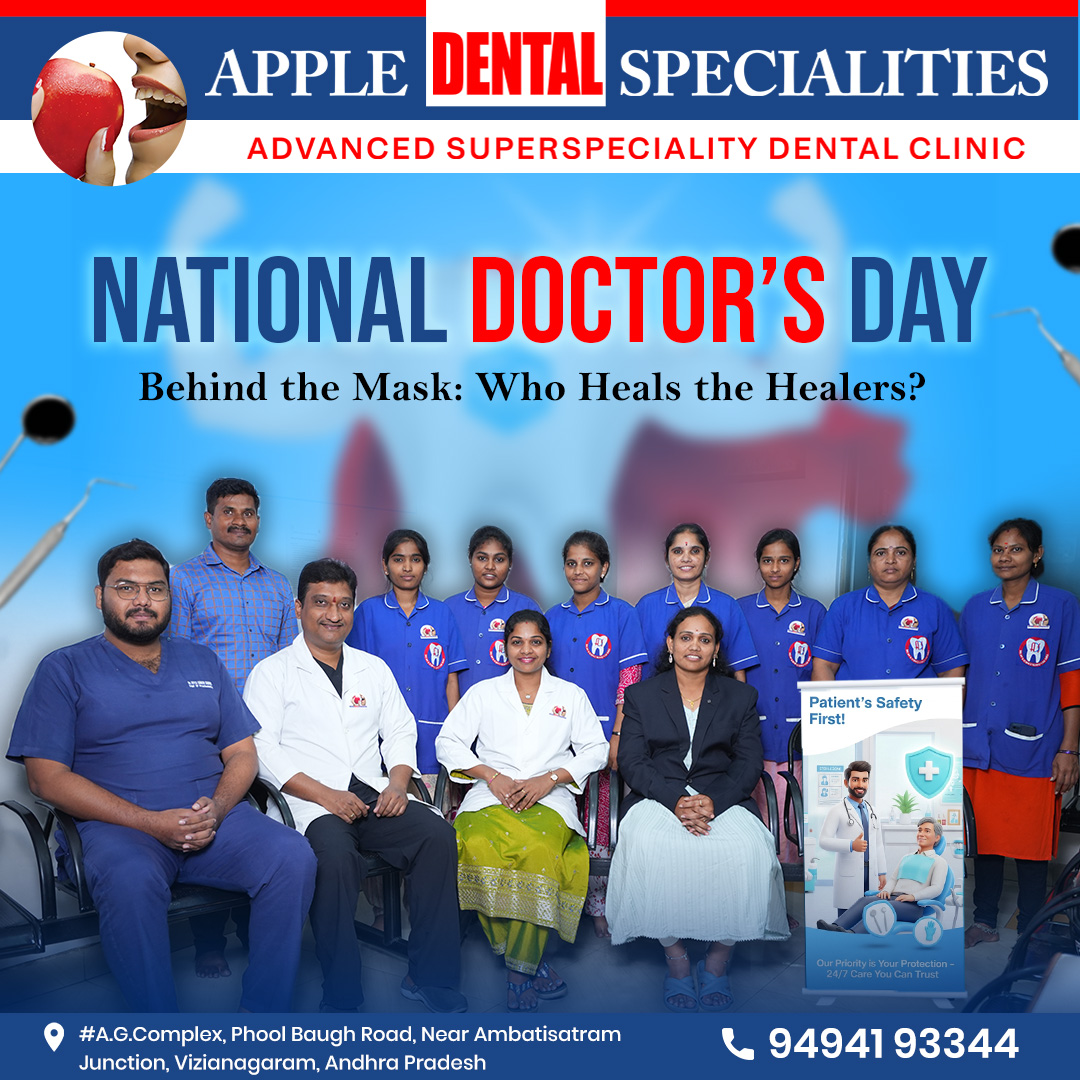 APPLE DENTAL SPECIALITIES
ADVANCED SUPERSPECIALITY DENTAL CLINIC
NATIONAL DOCTOR'S DAY
Behind the Mask: Who Heals the Healers?
Patient's Safety
First!
Our Priority is Your Protection -
24/7 Care You Can Trust
#A.G.Complex, Phool Baugh Road, Near Ambatisatram
Junction, Vizianagaram, Andhra Pradesh
94941 93344